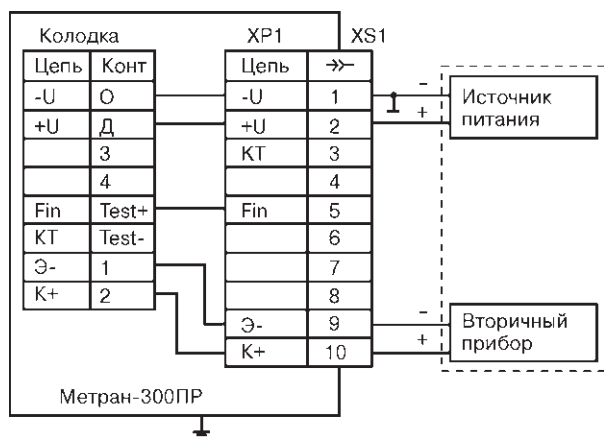 Колодка XP1 XS1
Цепь Конт Цепь
-U О -U 1 - Источник
+U Д +U 2 + питания
3 КТ 3
4 4
Fin Test+ Fin 5
КТ Test- 6
Э- 1 7
К+ 2 8
Э- 9 - Вторичный
К+ 10 + прибор
Метран-300ПР